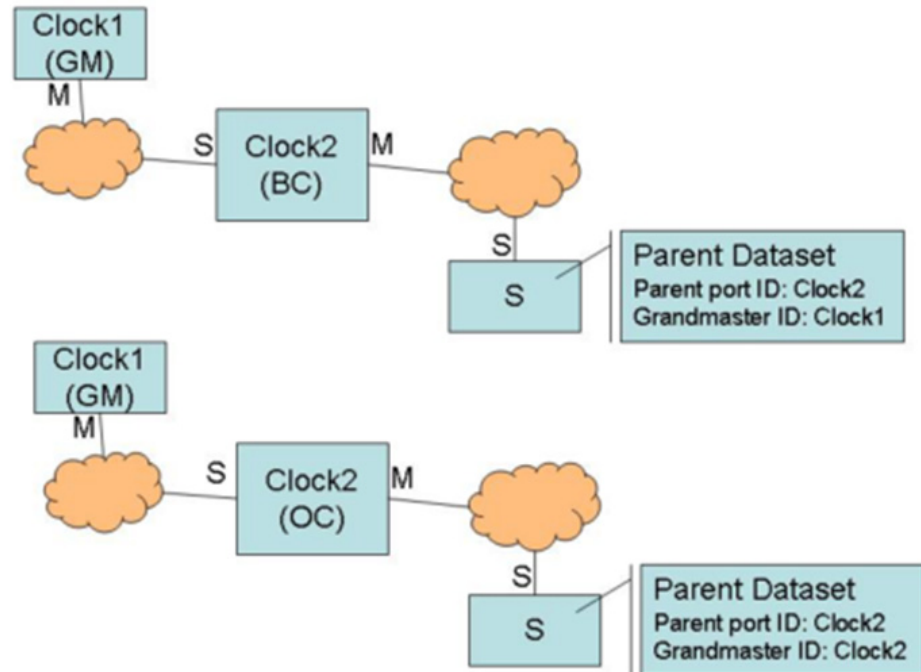 Clock1
(GM)
M
S
Clock2
(BC)
M
S
S
Parent Dataset
Parent port ID: Clock2
Grandmaster ID: Clock1
Clock1
(GM)
M
S
Clock2
(OC)
M
S
S
Parent Dataset
Parent port ID: Clock2
Grandmaster ID: Clock2